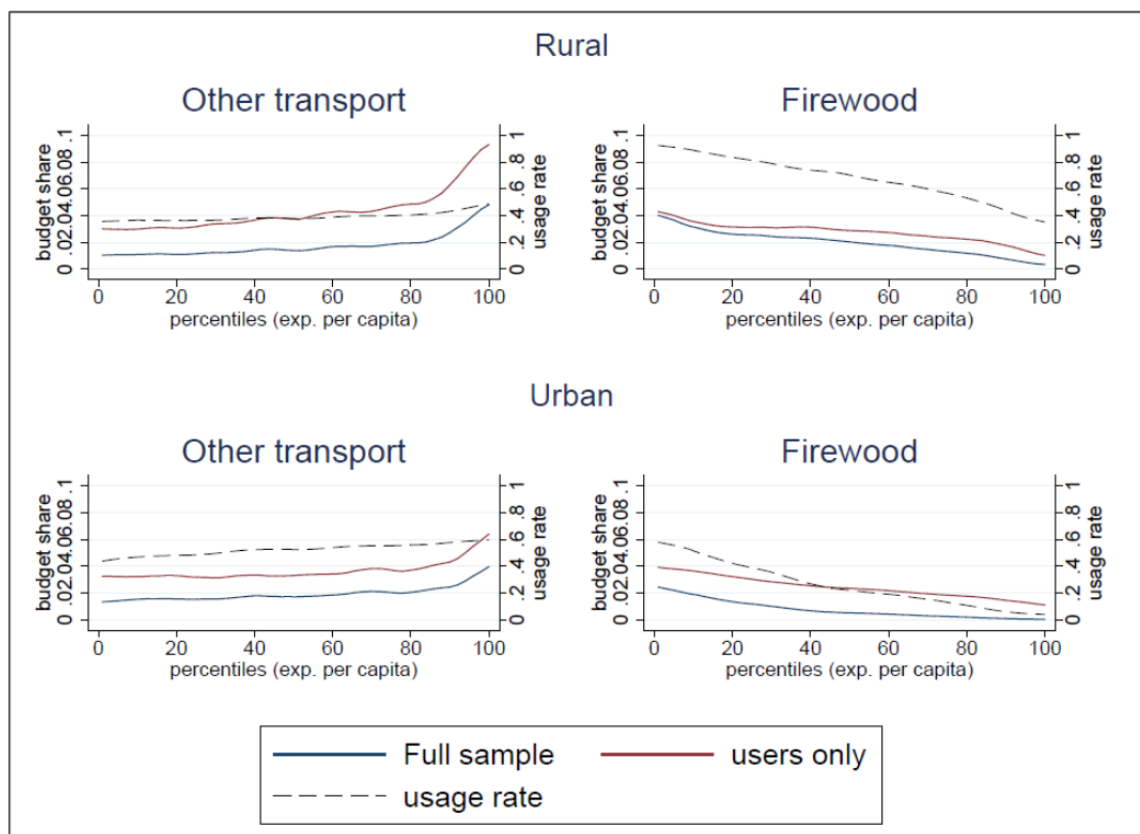 Rural
Other transport
budget share
0 .02 .04 .06 .08 .1
usage rate
0 .2 .4 .6 .8 1
0 20 40 60 80 100
percentiles (exp. per capita)
Firewood
budget share
0 .02 .04 .06 .08 .1
usage rate
0 .2 .4 .6 .8 1
0 20 40 60 80 100
percentiles (exp. per capita)
Urban
Other transport
budget share
0 .02 .04 .06 .08 .1
usage rate
0 .2 .4 .6 .8 1
0 20 40 60 80 100
percentiles (exp. per capita)
Firewood
budget share
0 .02 .04 .06 .08 .1
usage rate
0 .2 .4 .6 .8 1
0 20 40 60 80 100
percentiles (exp. per capita)
Full sample users only
usage rate